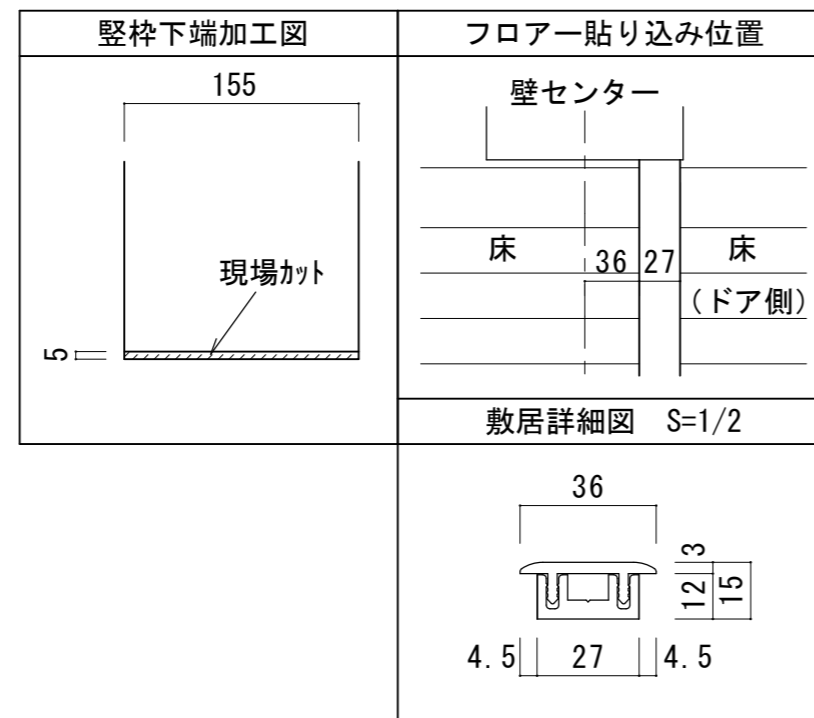 竪枠下端加工図
155
現場ｶｯﾄ
5
フロアー貼り込み位置
壁センター
床 36 27 床
(ドア側)
敷居詳細図 S=1/2
36
3
12 15
4.5 27 4.5